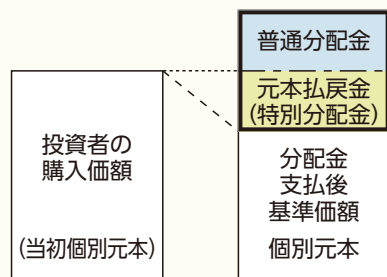 普通分配金
元本払戻金
(特別分配金)
投資者の
購入価額
(当初個別元本)
分配金
支払後
基準価額
個別元本